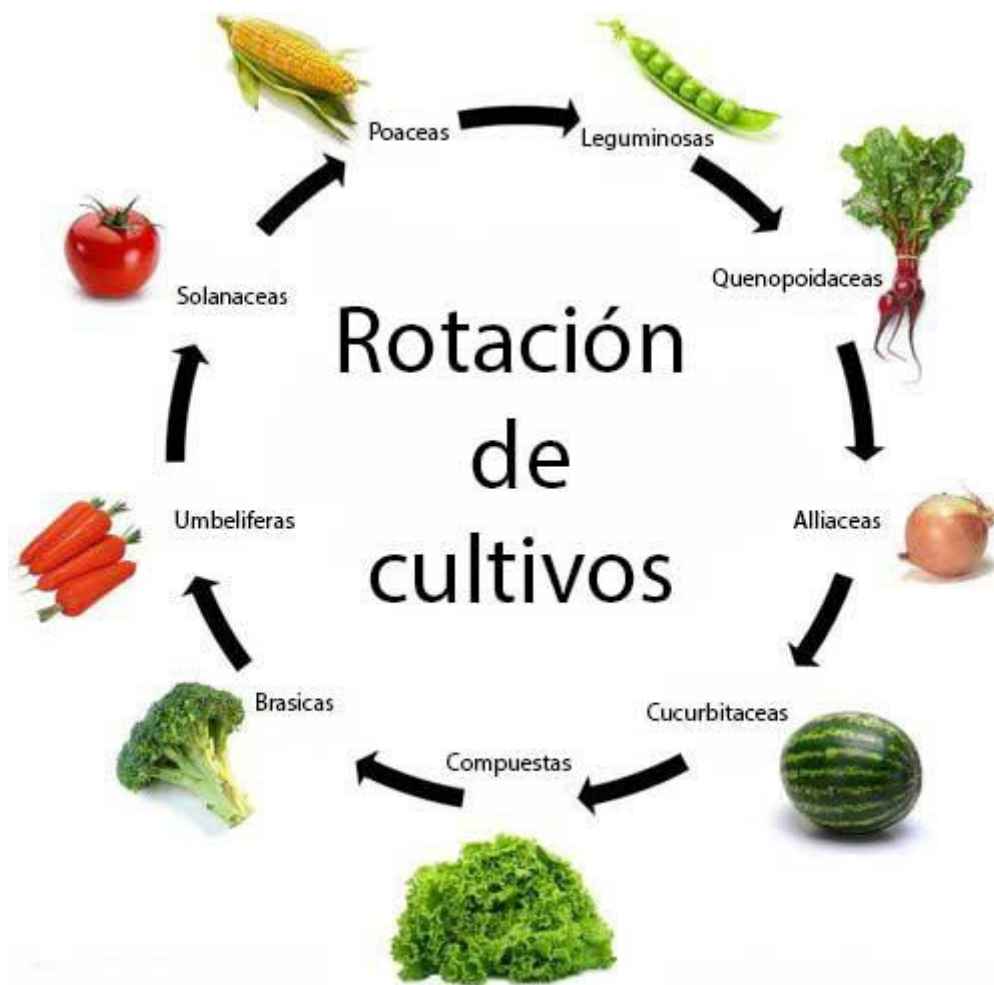 Poaceas
Leguminosas
Quenopoidaceas
Solanaceas
Rotación
de
cultivos
Umbeliferas
Alliaceas
Brasicas
Cucurbitaceas
Compuestas